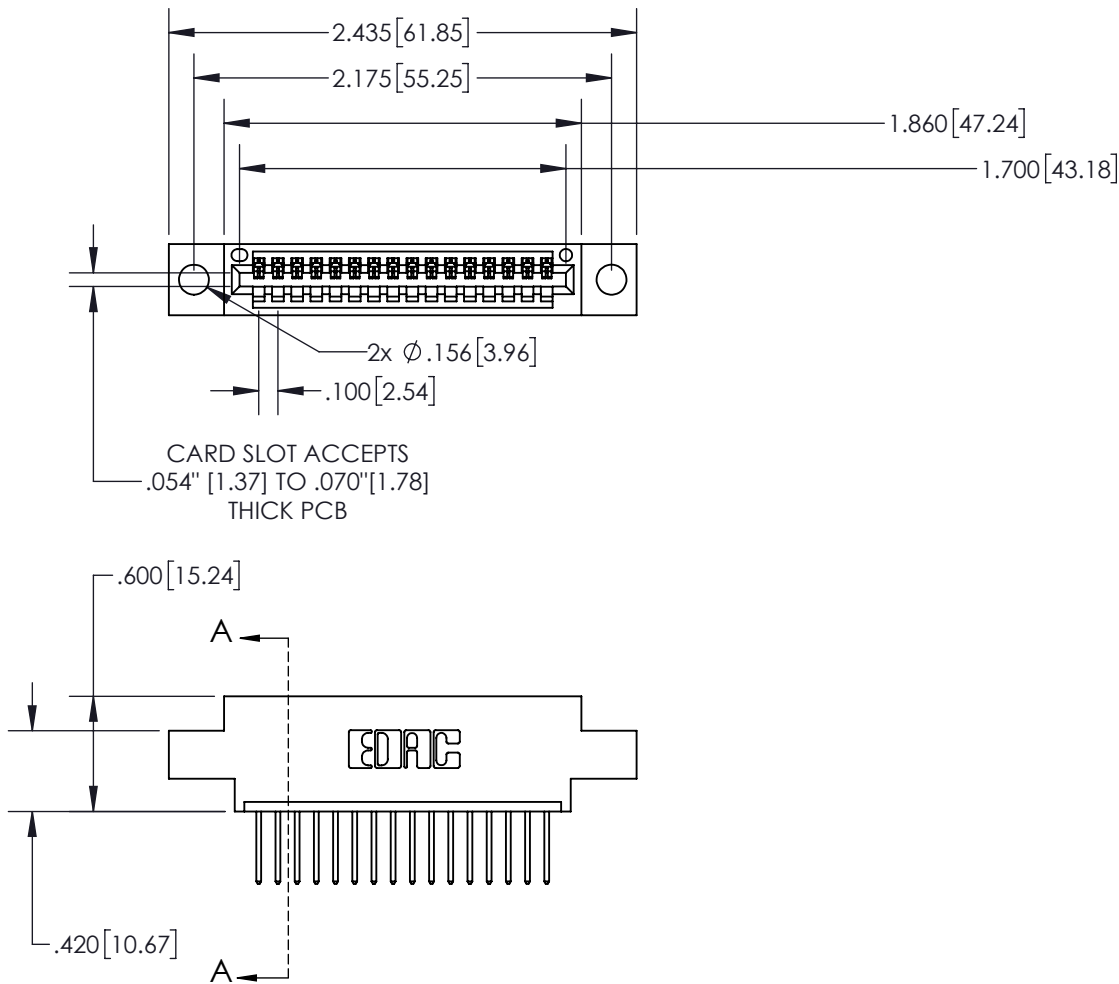 2.435[61.85]
2.175[55.25]
1.860[47.24]
1.700[43.18]
2x ∅.156[3.96]
.100[2.54]
CARD SLOT ACCEPTS
.054" [1.37] TO .070"[1.78]
THICK PCB
.600[15.24]
A
EDAC
.420[10.67]
A